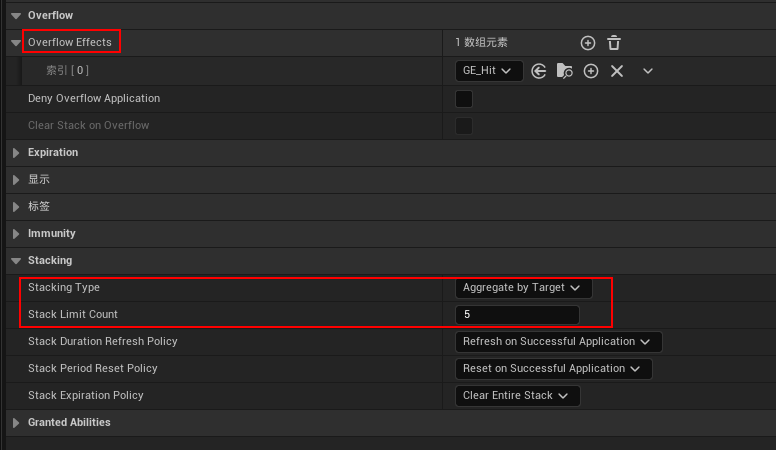 Overflow
Overflow Effects 1 数组元素
索引 [ 0 ] GE_Hit
Deny Overflow Application
Clear Stack on Overflow
Expiration
显示
标签
Immunity
Stacking
Stacking Type Aggregate by Target
Stack Limit Count 5
Stack Duration Refresh Policy Refresh on Successful Application
Stack Period Reset Policy Reset on Successful Application
Stack Expiration Policy Clear Entire Stack
Granted Abilities